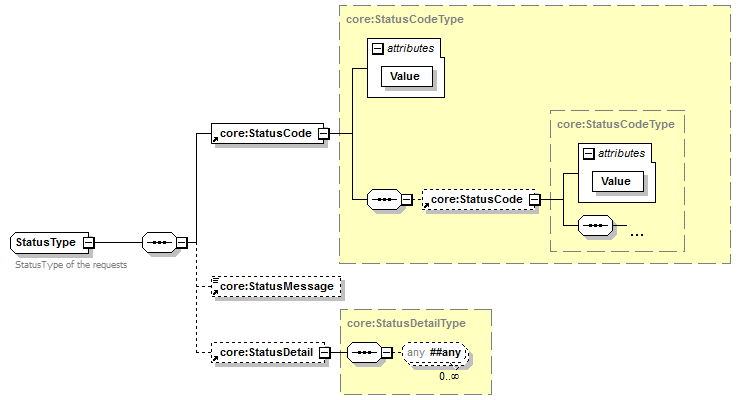 core:StatusCodeType
attributes
Value
core:StatusCode
core:StatusCodeType
attributes
Value
core:StatusCode
...
StatusType
StatusType of the requests
core:StatusMessage
core:StatusDetailType
core:StatusDetail
any ##any
0..∞